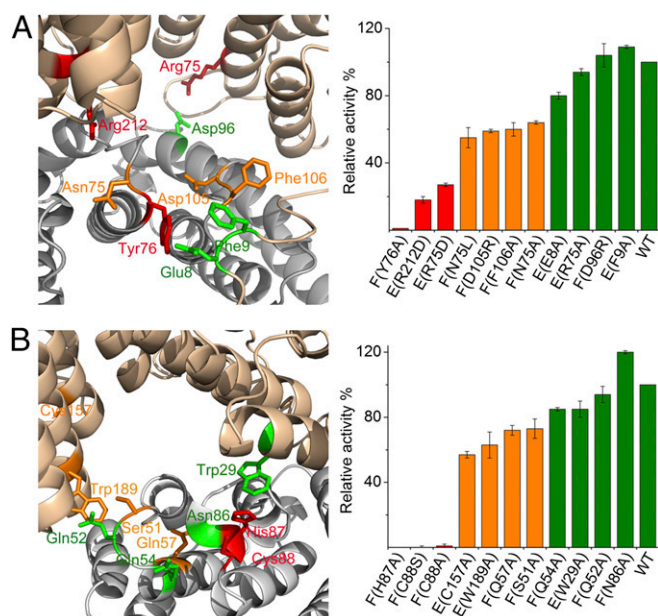 A
Arg75
Arg212
Asp96
Asn75
Asp105
Phe106
Tyr76
Phe9
Glu8
Relative activity %
120
80
40
F(Y76A)
E(R212D)
E(R75D)
F(N75L)
F(D105R)
F(F106A)
F(N75A)
E(E8A)
E(R75A)
F(D96R)
E(F9A)
WT
B
Cys157
Trp29
Trp189
Asn86
Ser51
His87
Gln52
Gln57
Cys88
Gln54
Relative activity %
120
80
40
F(H87A)
F(C88S)
F(C88A)
E(C157A)
E(W189A)
F(Q57A)
F(S51A)
F(Q54A)
E(W29A)
F(Q52A)
F(N86A)
WT